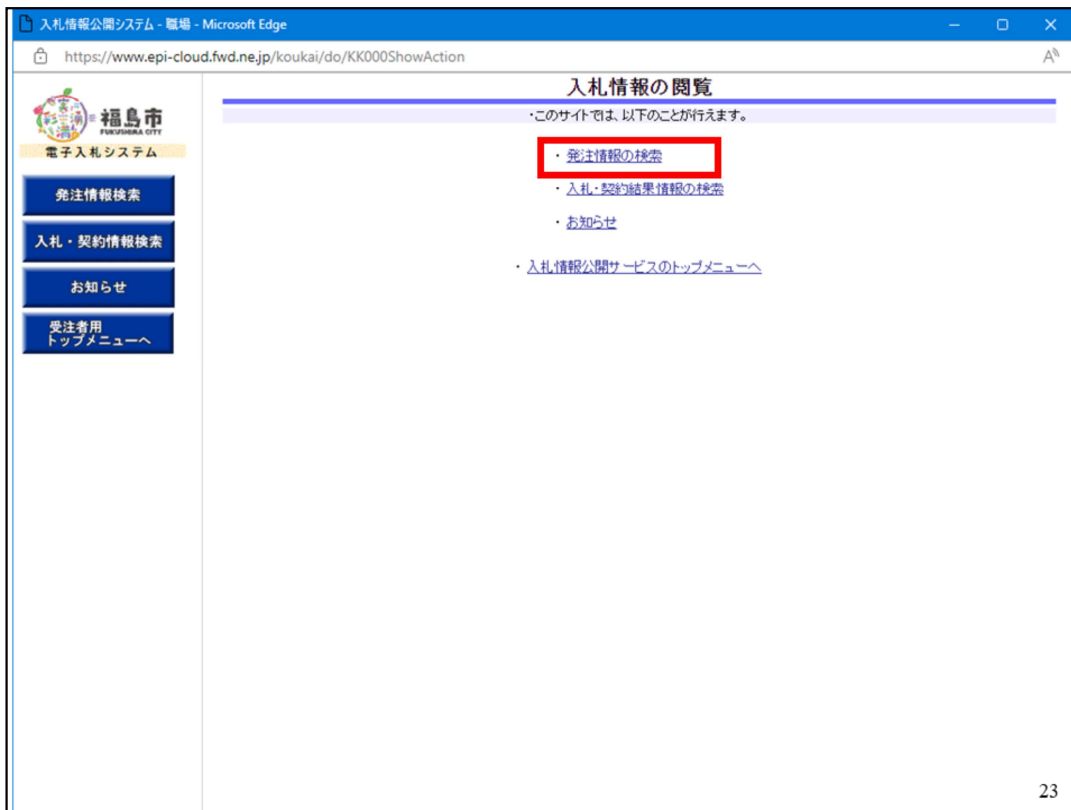 入札情報公開システム - 職場 - Microsoft Edge
https://www.epi-cloud.fwd.ne.jp/koukai/do/KK000ShowAction
福島市
FUKUSHIMA CITY
電子入札システム
発注情報検索
入札・契約情報検索
お知らせ
受注者用
トップメニューへ
入札情報の閲覧
・このサイトでは、以下のことが行えます。
・発注情報の検索
・入札・契約結果情報の検索
・お知らせ
・入札情報公開サービスのトップメニューへ
23